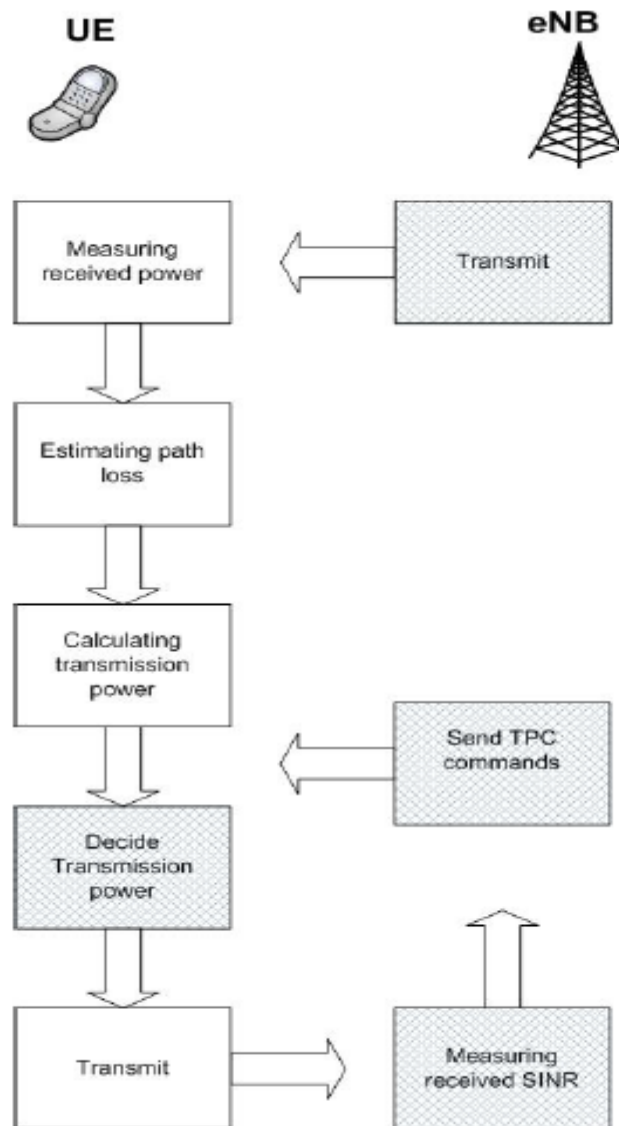 UE
eNB
Measuring
received power
Transmit
Estimating path
loss
Calculating
transmission
power
Send TPC
commands
Decide
Transmission
power
Transmit
Measuring
received SINR